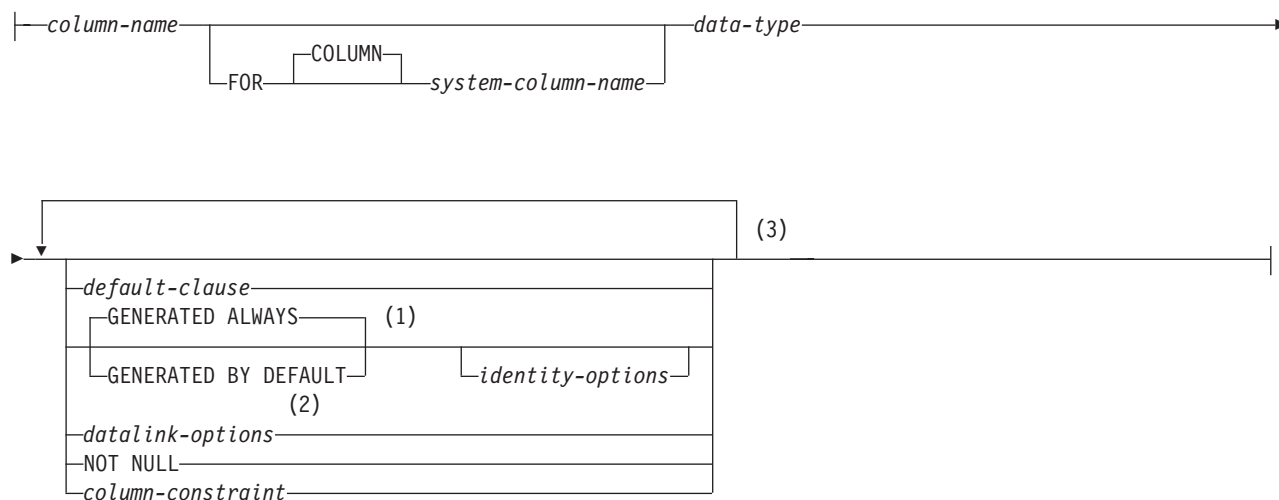 column-name data-type
COLUMN
FOR system-column-name
(3)
default-clause
GENERATED ALWAYS (1)
GENERATED BY DEFAULT identity-options
(2)
datalink-options
NOT NULL
column-constraint